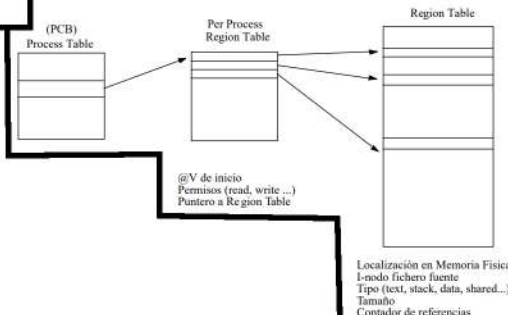 (PCB)
Process Table
Per Process
Region Table
Region Table
@V de inicio
Permisos (read, write ...)
Puntero a Region Table
Localización en Memoria Física
I-nodo fichero fuente
Tipo (text, stack, data, shared...)
Tamaño
Contador de referencias